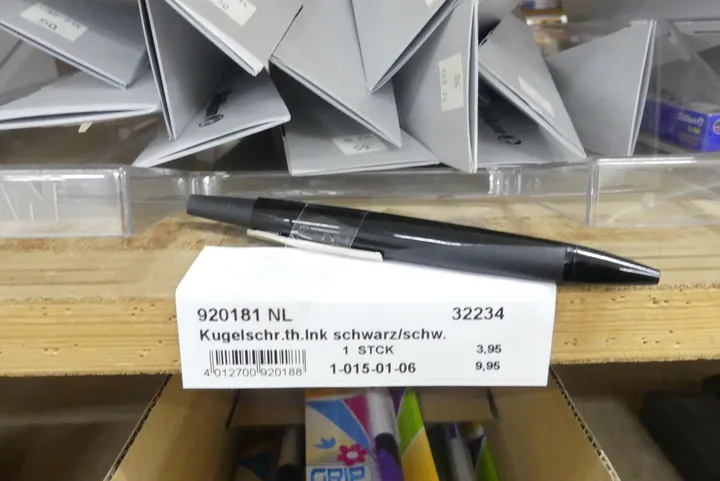 920181 NL 32234
Kugelschr.th.Ink schwarz/schw.
1 STCK 3,95
4 012700 920188 1-015-01-06 9,95
GRIP